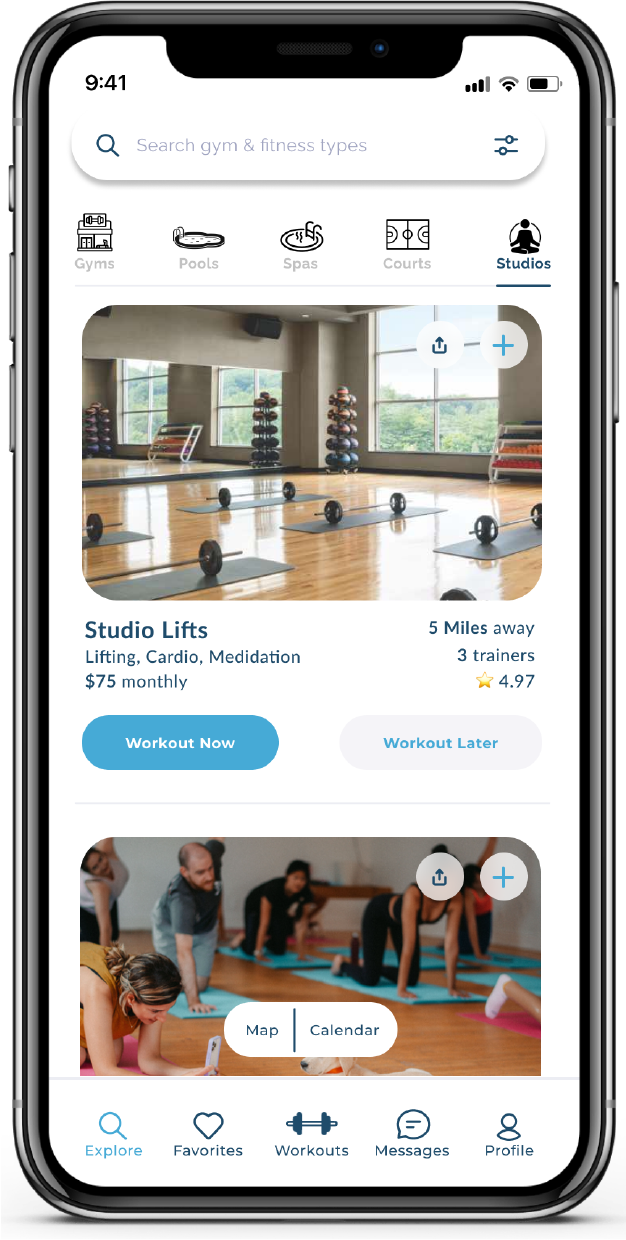 9:41
Search gym & fitness types
Gyms Pools Spas Courts Studios
Studio Lifts
5 Miles away
Lifting, Cardio, Medidation
3 trainers
$75 monthly
4.97
Workout Now Workout Later
Map Calendar
Explore Favorites Workouts Messages Profile